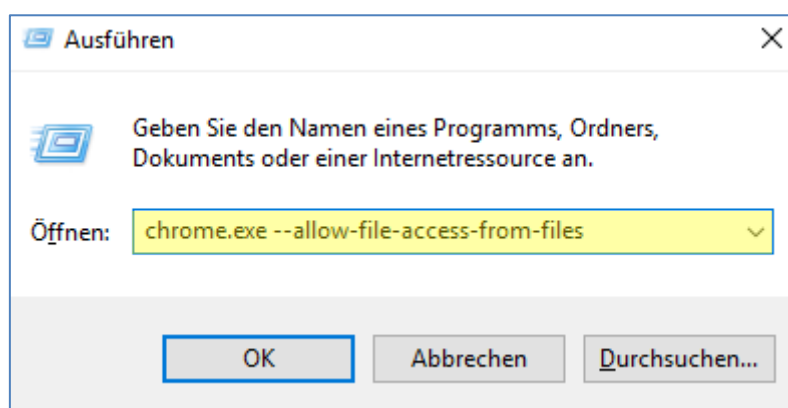 Ausführen
Geben Sie den Namen eines Programms, Ordners,
Dokuments oder einer Internetressource an.
Öffnen: chrome.exe --allow-file-access-from-files
OK Abbrechen Durchsuchen...